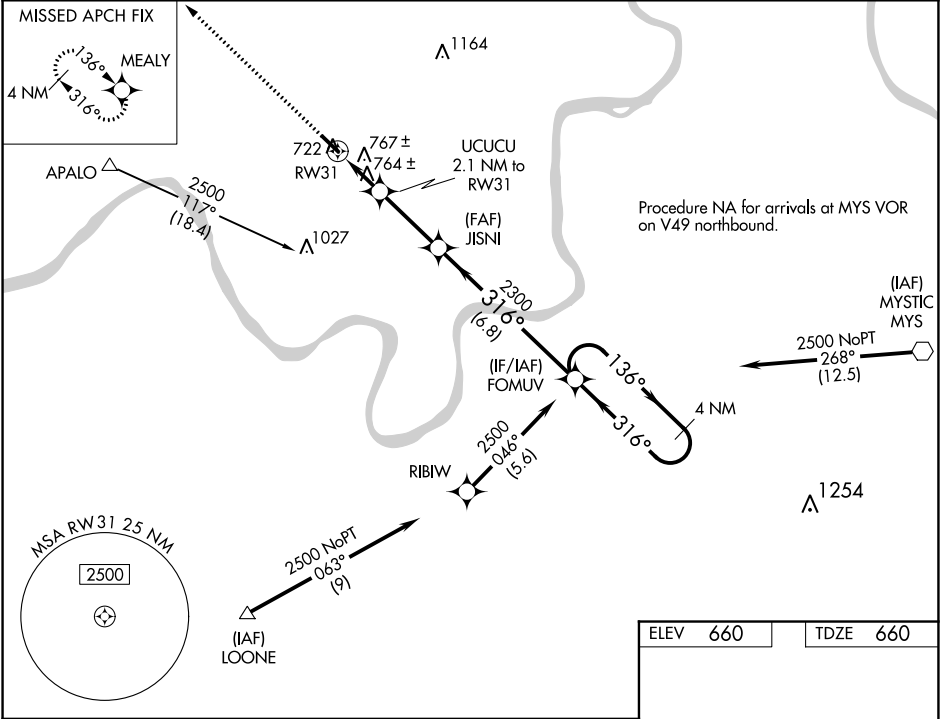 MISSED APCH FIX
136°
MEALY
4 NM
316°
1164
722
RW31
767 ±
764 ±
UCUCU
2.1 NM to
RW31
APALO
2500
117°
(18.4)
1027
(FAF)
JISNI
Procedure NA for arrivals at MYS VOR
on V49 northbound.
2300
316°
(6.8)
(IAF)
MYSTIC
MYS
2500 NoPT
268°
(12.5)
(IF/IAF)
FOMUV
136°
4 NM
316°
2500
046°
(5.6)
RIBIW
1254
MSA RW31 25 NM
2500
2500 NoPT
063°
(9)
(IAF)
LOONE
ELEV 660
TDZE 660